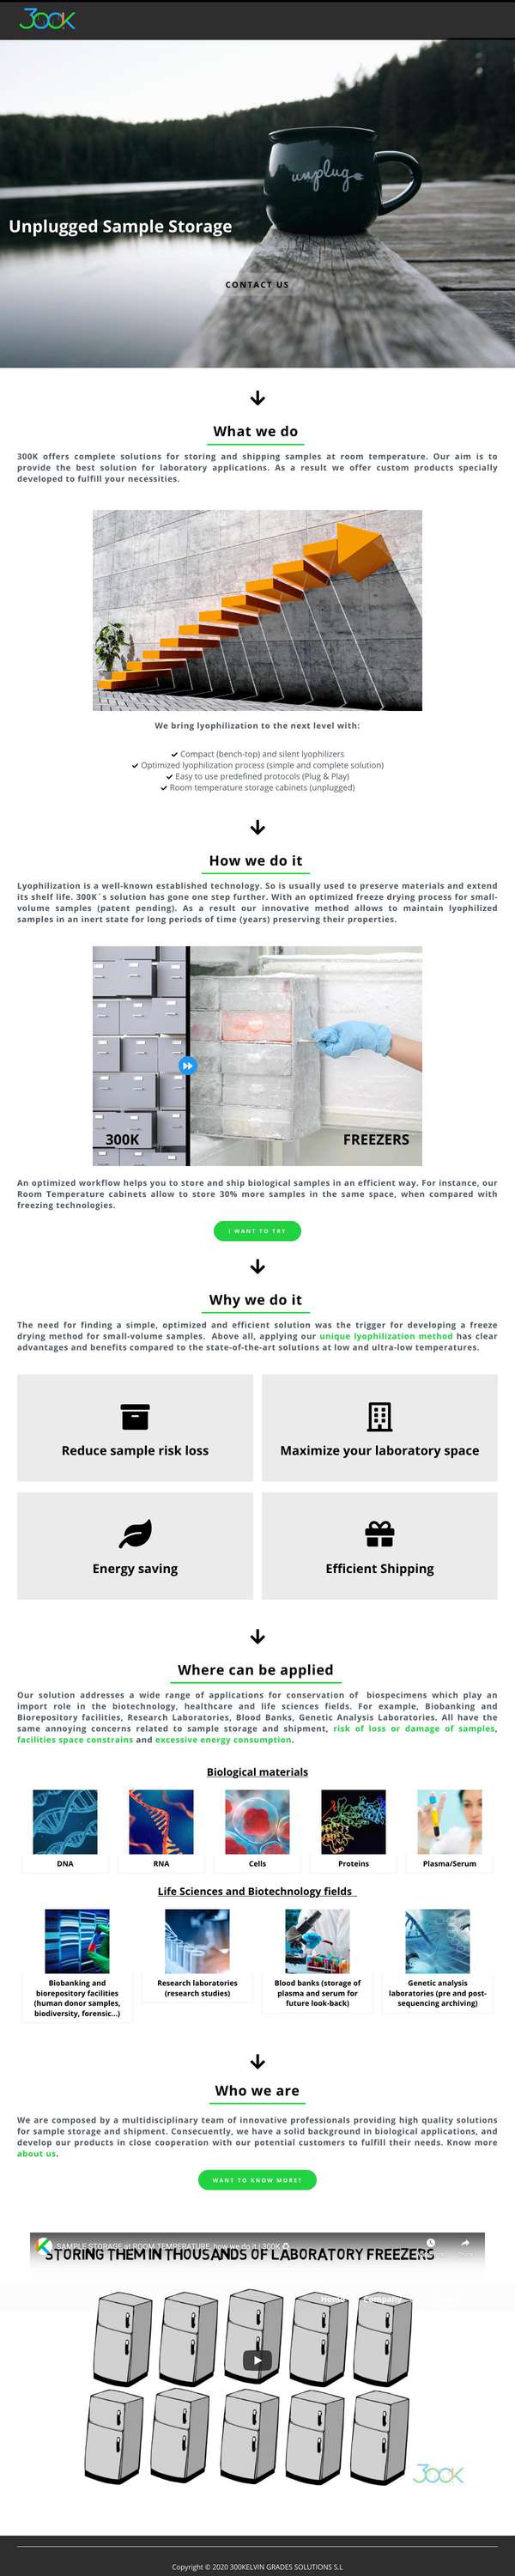 300K
unplug
Unplugged Sample Storage
CONTACT US
What we do
300K offers complete solutions for storing and shipping samples at room temperature. Our aim is to
provide the best solution for laboratory applications. As a result we offer custom products specially
developed to fulfill your necessities.
We bring lyophilization to the next level with:
✔ Compact (bench-top) and silent lyophilizers
✔ Optimized lyophilization process (simple and complete solution)
✔ Easy to use predefined protocols (Plug & Play)
✔ Room temperature storage cabinets (unplugged)
How we do it
Lyophilization is a well-known established technology. So is usually used to preserve materials and extend
its shelf life. 300K´s solution has gone one step further. With an optimized freeze drying process for small-
volume samples (patent pending). As a result our innovative method allows to maintain lyophilized
samples in an inert state for long periods of time (years) preserving their properties.
300K
FREEZERS
An optimized workflow helps you to store and ship biological samples in an efficient way. For instance, our
Room Temperature cabinets allow to store 30% more samples in the same space, when compared with
freezing technologies.
I WANT TO TRY
Why we do it
The need for finding a simple, optimized and efficient solution was the trigger for developing a freeze
drying method for small-volume samples. Above all, applying our unique lyophilization method has clear
advantages and benefits compared to the state-of-the-art solutions at low and ultra-low temperatures.
Reduce sample risk loss
Maximize your laboratory space
Energy saving
Efficient Shipping
Where can be applied
Our solution addresses a wide range of applications for conservation of biospecimens which play an
import role in the biotechnology, healthcare and life sciences fields. For example, Biobanking and
Biorepository facilities, Research Laboratories, Blood Banks, Genetic Analysis Laboratories. All have the
same annoying concerns related to sample storage and shipment, risk of loss or damage of samples,
facilities space constrains and excessive energy consumption.
Biological materials
DNA
RNA
Cells
Proteins
Plasma/Serum
Life Sciences and Biotechnology fields
Biobanking and
biorepository facilities
(human donor samples,
biodiversity, forensic...)
Research laboratories
(research studies)
Blood banks (storage of
plasma and serum for
future look-back)
Genetic analysis
laboratories (pre and post-
sequencing archiving)
Who we are
We are composed by a multidisciplinary team of innovative professionals providing high quality solutions
for sample storage and shipment. Consecuently, we have a solid background in biological applications, and
develop our products in close cooperation with our potential customers to fulfill their needs. Know more
about us.
WANT TO KNOW MORE?
SAMPLE STORAGE at ROOM TEMPERATURE, how we do it | 300K
STORING THEM IN THOUSANDS OF LABORATORY FREEZERS
Home
Company
300K
Copyright © 2020 300KELVIN GRADES SOLUTIONS S.L